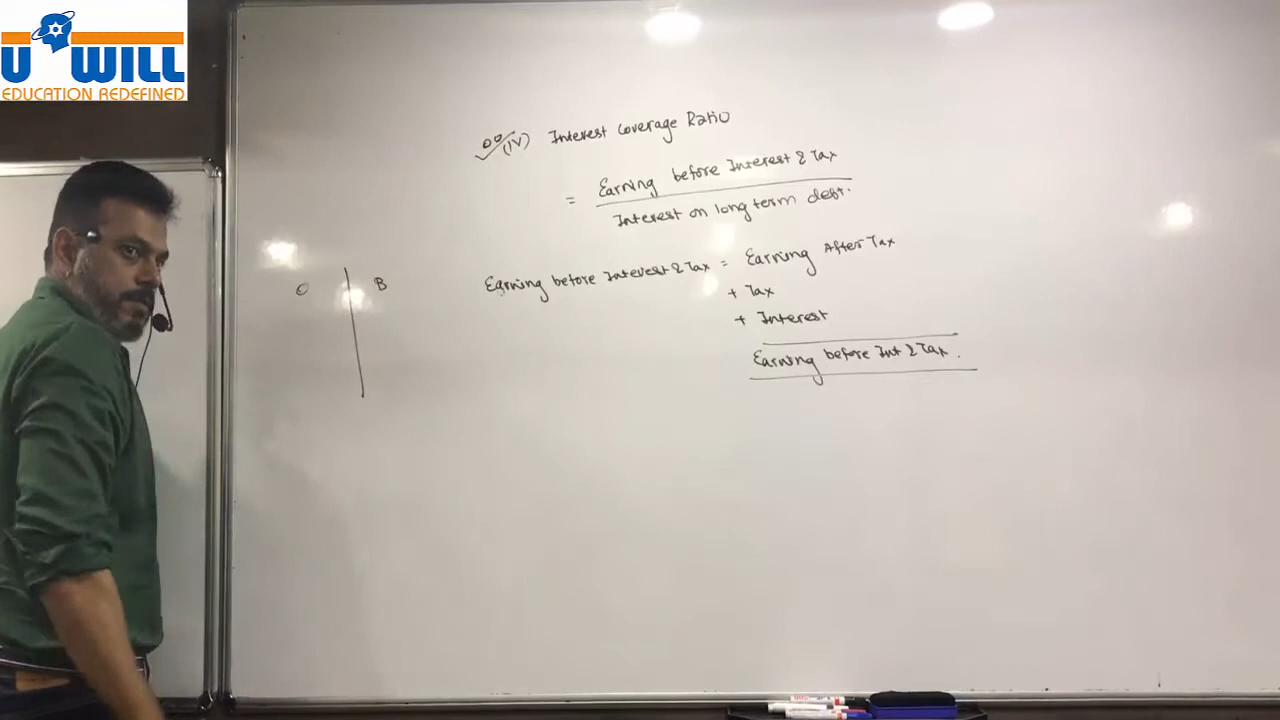 U WILL
EDUCATION REDEFINED
(IV) Interest Coverage Ratio
= Earning before Interest & Tax
Interest on long term debt.
Earning before Interest & Tax = Earning After Tax
+ Tax
+ Interest
Earning before Int & Tax.
O B